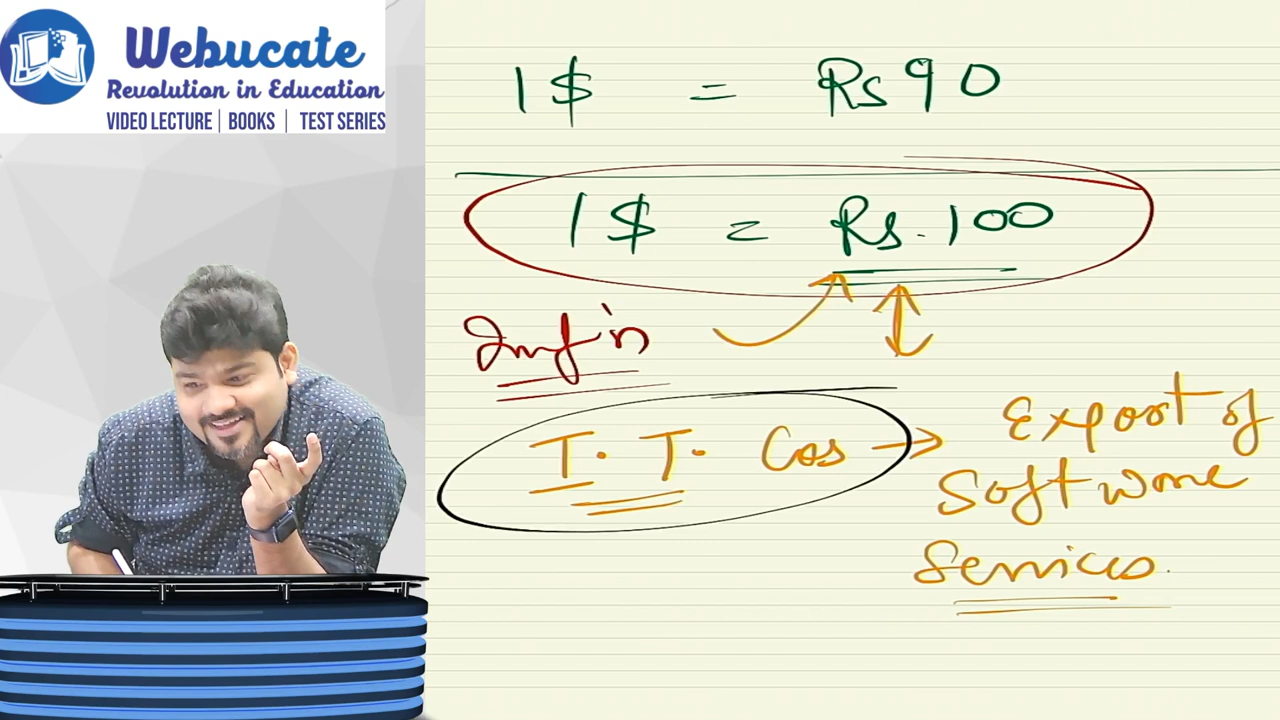 Webucate
Revolution in Education
VIDEO LECTURE | BOOKS | TEST SERIES
1 $ = Rs 90
1 $ = Rs. 100
Inf'n
T. T. Cos → Export of
Software
Services.